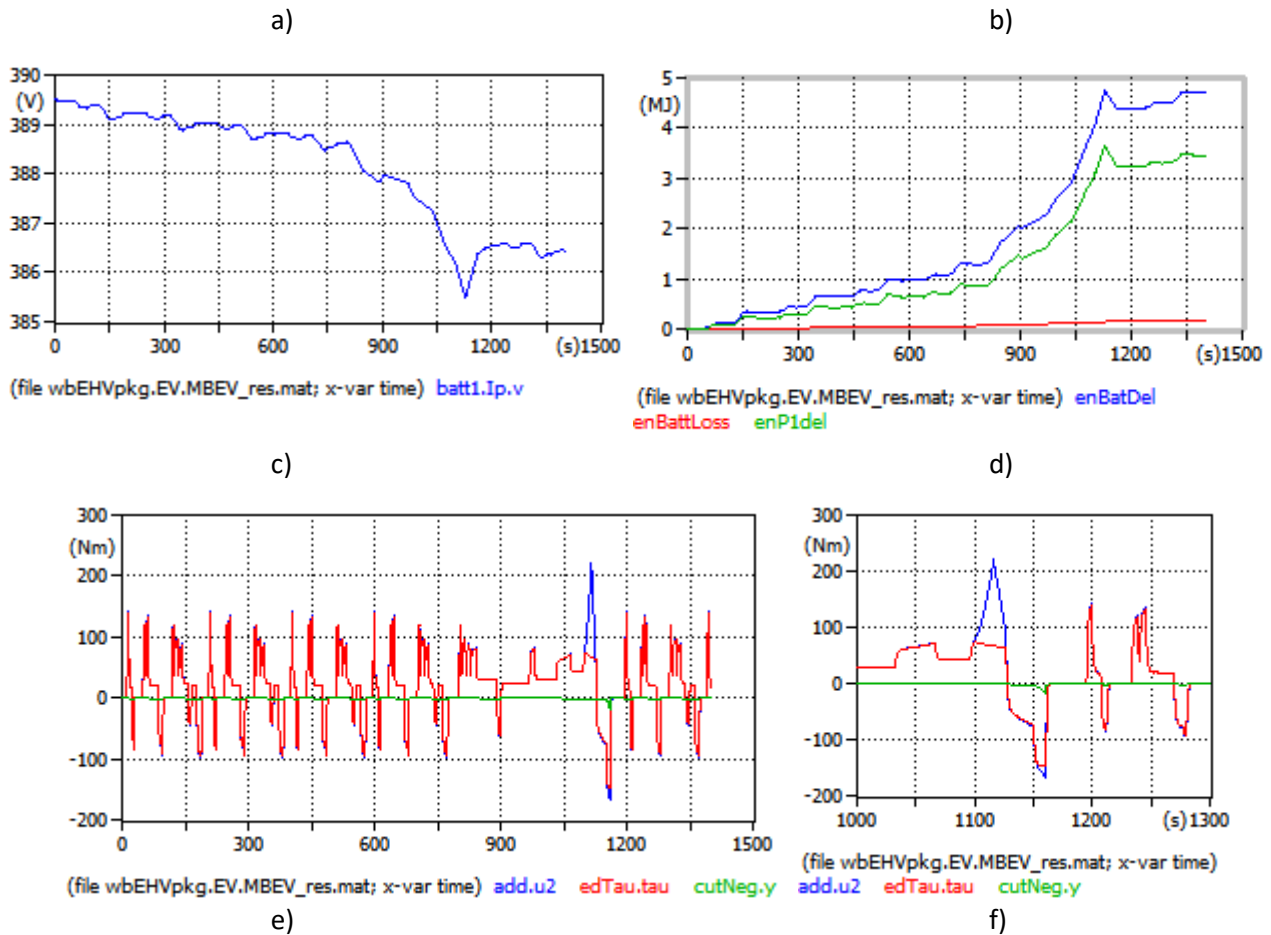 a) b)
390
(V)
389
388
387
386
385
0 300 600 900 1200 (s)1500
(file wbEHVpkg.EV.MBEV_res.mat; x-var time) batt1.Ip.v
5
(MJ)
4
3
2
1
0
0 300 600 900 1200 (s) 1500
(file wbEHVpkg.EV.MBEV_res.mat; x-var time) enBatDel
enBattLoss enP1del
c) d)
300
(Nm)
200
100
0
-100
-200
0 300 600 900 1200 1500
(file wbEHVpkg.EV.MBEV_res.mat; x-var time) add.u2 edTau.tau cutNeg.y
300
(Nm)
200
100
0
-100
-200
1000 1100 1200 (s)1300
(file wbEHVpkg.EV.MBEV_res.mat; x-var time)
add.u2 edTau.tau cutNeg.y
e) f)